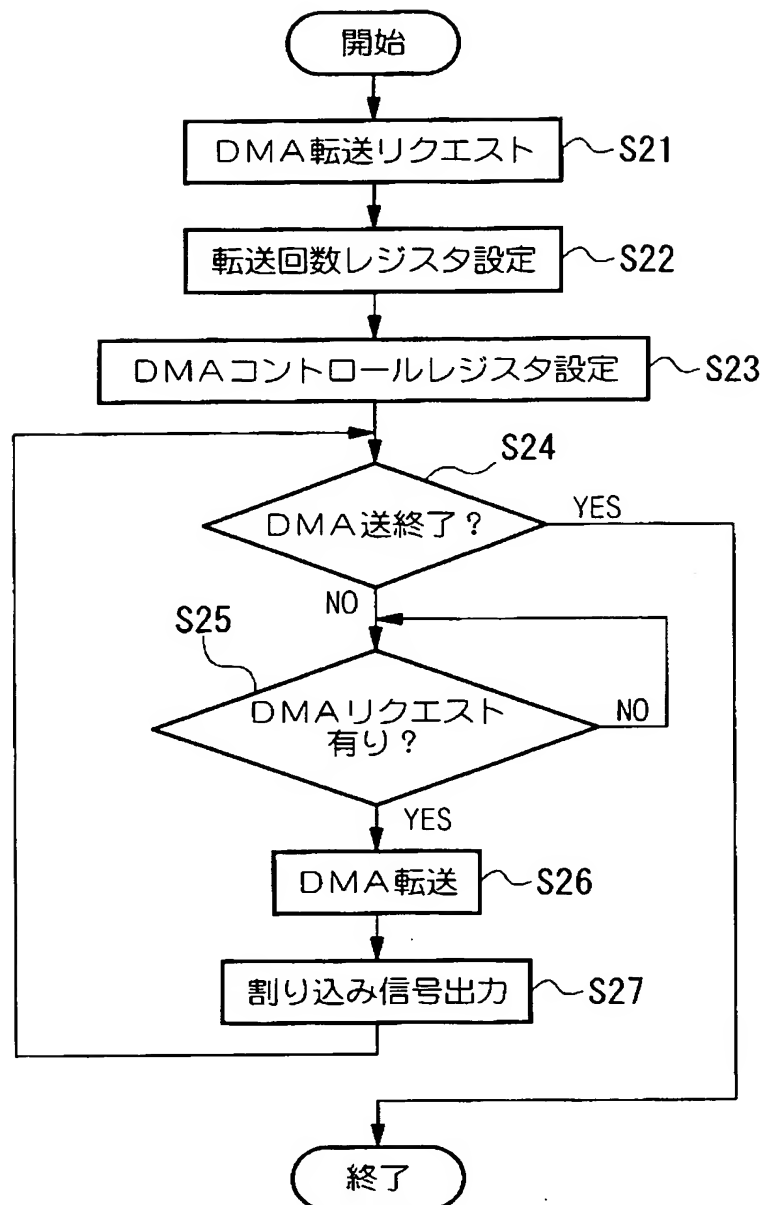 開始
DMA転送リクエスト
S21
転送回数レジスタ設定
S22
DMAコントロールレジスタ設定
S23
S24
DMA送終了?
YES
NO
S25
DMAリクエスト
有り?
NO
YES
DMA転送
S26
割り込み信号出力
S27
終了